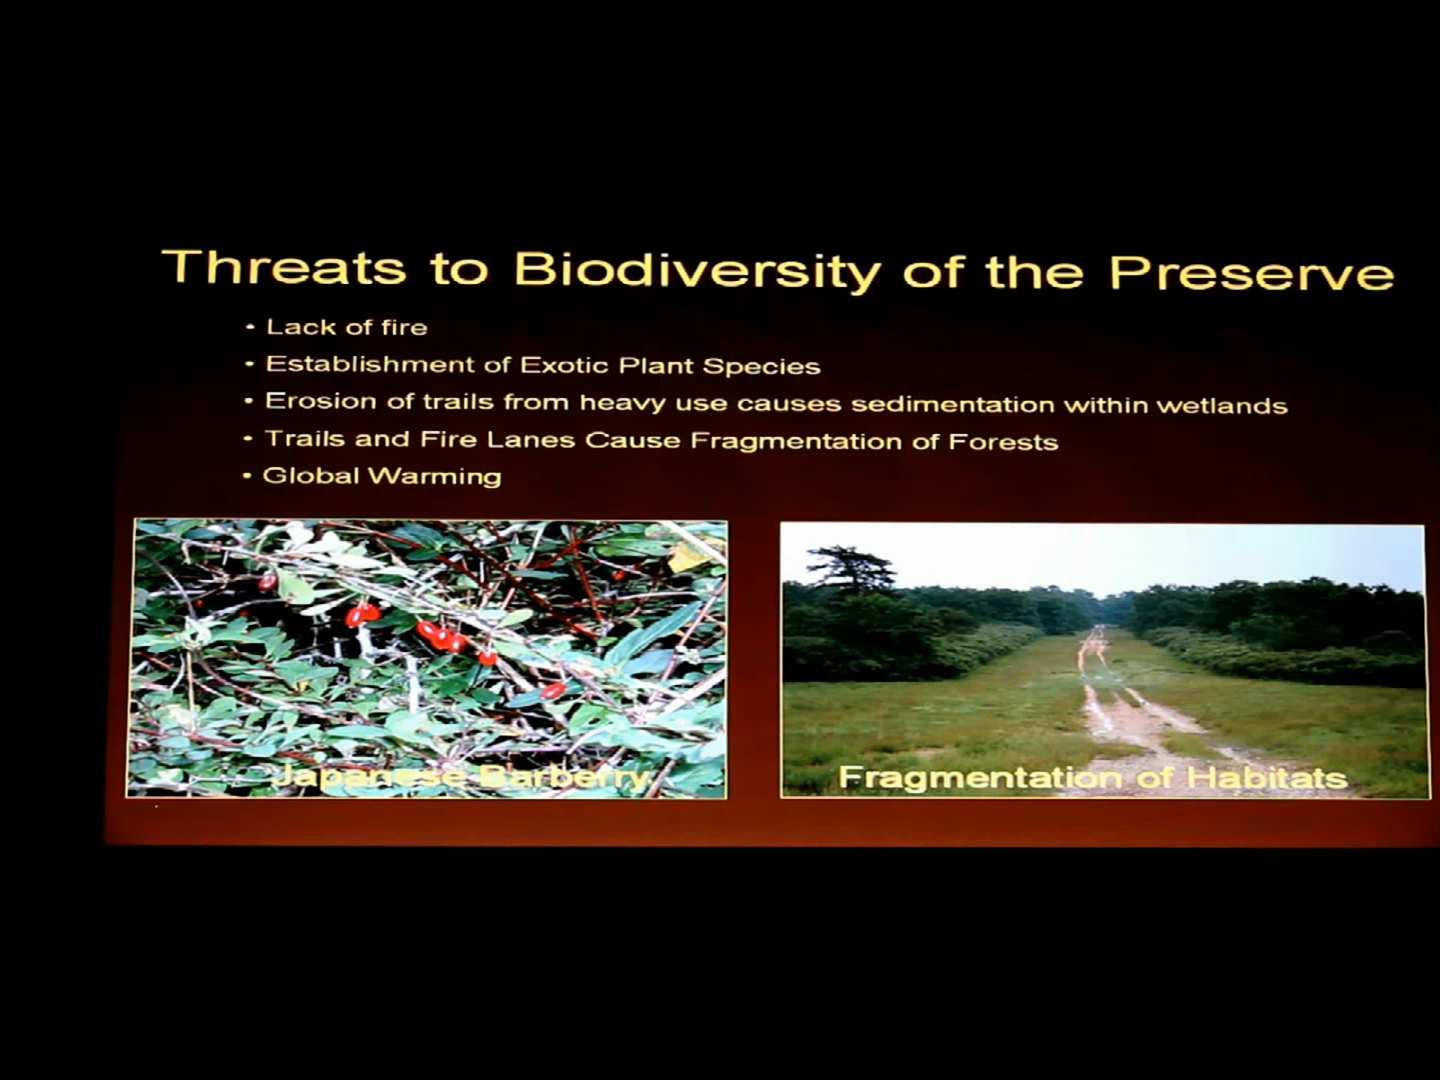 Threats to Biodiversity of the Preserve
• Lack of fire
• Establishment of Exotic Plant Species
• Erosion of trails from heavy use causes sedimentation within wetlands
• Trails and Fire Lanes Cause Fragmentation of Forests
• Global Warming
Japanese Barberry
Fragmentation of Habitats